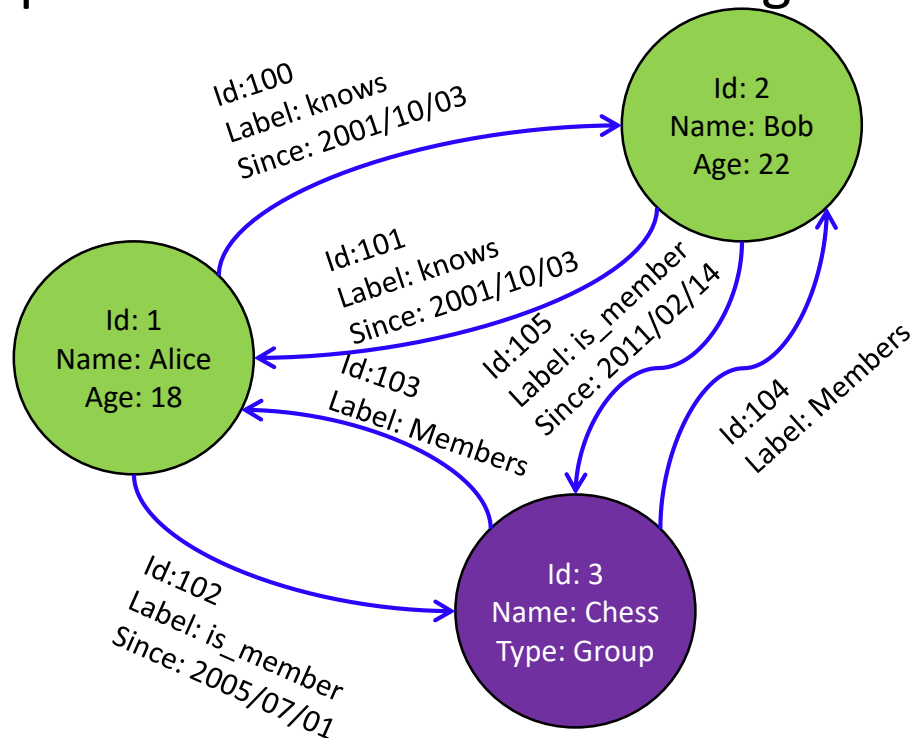 Id:100
Label: knows
Since: 2001/10/03
Id: 2
Name: Bob
Age: 22
Id:101
Label: knows
Since: 2001/10/03
Id:105
Label: is_member
Since: 2011/02/14
Id: 1
Name: Alice
Age: 18
Id:103
Label: Members
Id:104
Label: Members
Id: 3
Name: Chess
Type: Group
Id:102
Label: is_member
Since: 2005/07/01